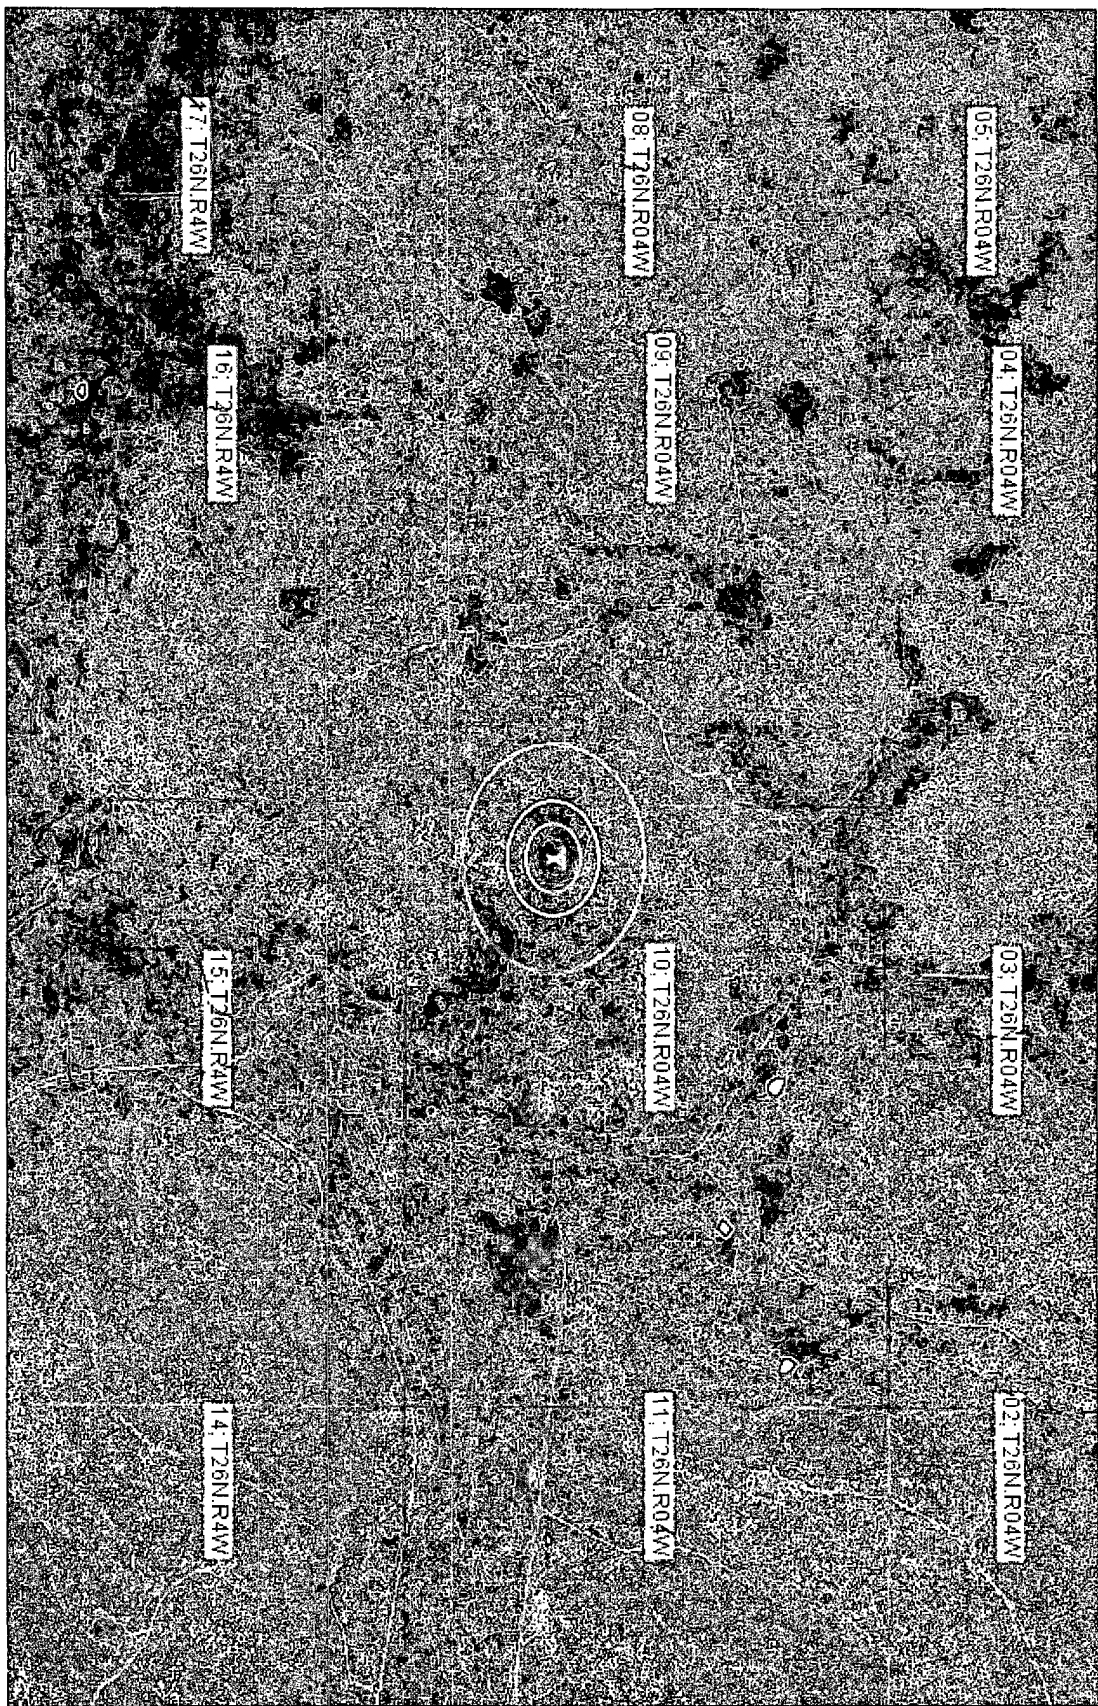 05: T26N R04W
04: T26N R04W
03: T26N R04W
02: T26N R04W
08: T26N R04W
09: T26N R04W
10: T26N R04W
11: T26N R04W
17: T26N R4W
16: T26N R4W
15: T26N R4W
14: T26N R4W